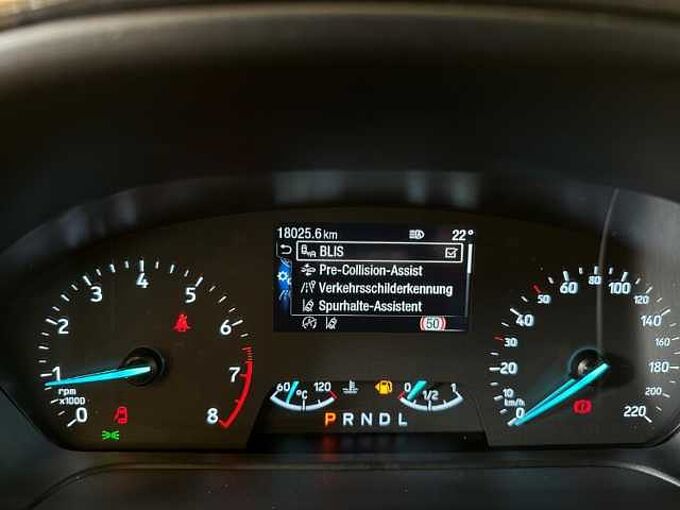 18025.6 km 22°
BLIS
Pre-Collision-Assist
Verkehrsschilderkennung
Spurhalte-Assistent
50
0 1 2 3 4 5 6 7 8
rpm
x1000
60 °C 120
0 1/2 1
P R N D L
0 10 20 30 40 50 60 80 100 120 140 160 180 200 220
km/h